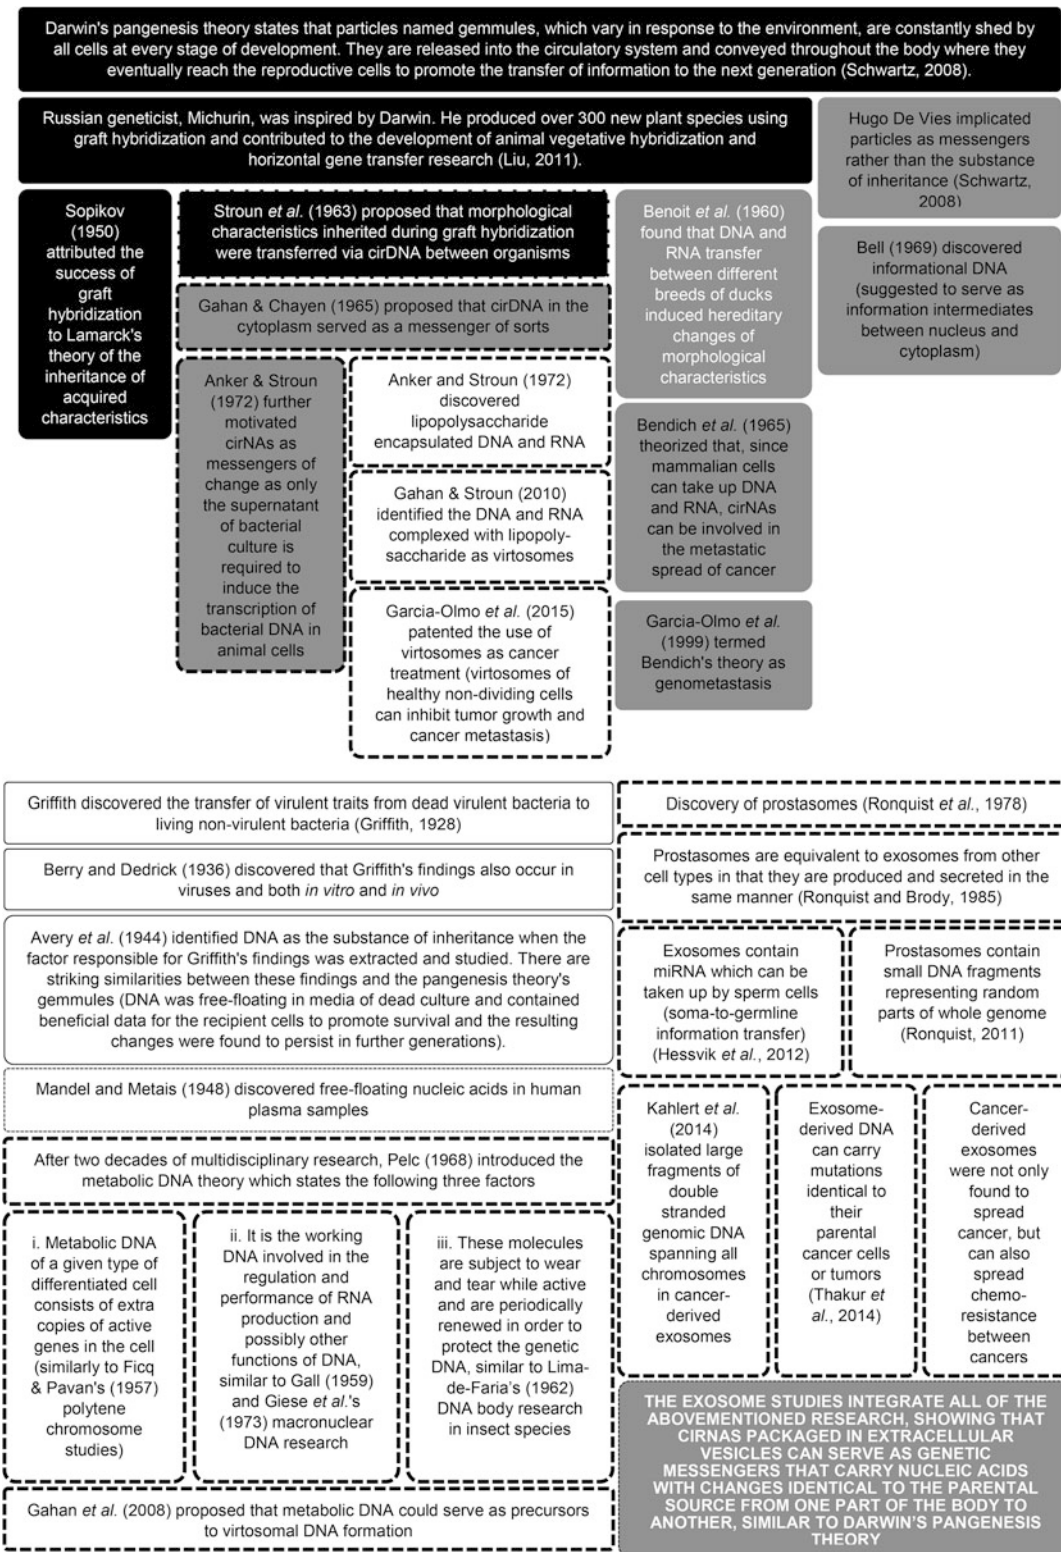 Darwin's pangenesis theory states that particles named gemmules, which vary in response to the environment, are constantly shed by
all cells at every stage of development. They are released into the circulatory system and conveyed throughout the body where they
eventually reach the reproductive cells to promote the transfer of information to the next generation (Schwartz, 2008).
Russian geneticist, Michurin, was inspired by Darwin. He produced over 300 new plant species using
graft hybridization and contributed to the development of animal vegetative hybridization and
horizontal gene transfer research (Liu, 2011).
Hugo De Vies implicated
particles as messengers
rather than the substance
of inheritance (Schwartz,
2008)
Sopikov
(1950)
attributed the
success of
graft
hybridization
to Lamarck's
theory of the
inheritance of
acquired
characteristics
Stroun et al. (1963) proposed that morphological
characteristics inherited during graft hybridization
were transferred via cirDNA between organisms
Benoit et al. (1960)
found that DNA and
RNA transfer
between different
breeds of ducks
induced hereditary
changes of
morphological
characteristics
Bell (1969) discovered
informational DNA
(suggested to serve as
information intermediates
between nucleus and
cytoplasm)
Gahan & Chayen (1965) proposed that cirDNA in the
cytoplasm served as a messenger of sorts
Anker & Stroun
(1972) further
motivated
cirNAs as
messengers of
change as only
the supernatant
of bacterial
culture is
required to
induce the
transcription of
bacterial DNA in
animal cells
Anker and Stroun (1972)
discovered
lipopolysaccharide
encapsulated DNA and RNA
Gahan & Stroun (2010)
identified the DNA and RNA
complexed with lipopoly-
saccharide as virtosomes
Garcia-Olmo et al. (2015)
patented the use of
virtosomes as cancer
treatment (virtosomes of
healthy non-dividing cells
can inhibit tumor growth and
cancer metastasis)
Bendich et al. (1965)
theorized that, since
mammalian cells
can take up DNA
and RNA, cirNAs
can be involved in
the metastatic
spread of cancer
Garcia-Olmo et al.
(1999) termed
Bendich's theory as
genometastasis
Griffith discovered the transfer of virulent traits from dead virulent bacteria to
living non-virulent bacteria (Griffith, 1928)
Berry and Dedrick (1936) discovered that Griffith's findings also occur in
viruses and both in vitro and in vivo
Avery et al. (1944) identified DNA as the substance of inheritance when the
factor responsible for Griffith's findings was extracted and studied. There are
striking similarities between these findings and the pangenesis theory's
gemmules (DNA was free-floating in media of dead culture and contained
beneficial data for the recipient cells to promote survival and the resulting
changes were found to persist in further generations).
Mandel and Metais (1948) discovered free-floating nucleic acids in human
plasma samples
After two decades of multidisciplinary research, Pelc (1968) introduced the
metabolic DNA theory which states the following three factors
i. Metabolic DNA
of a given type of
differentiated cell
consists of extra
copies of active
genes in the cell
(similarly to Ficq
& Pavan's (1957)
polytene
chromosome
studies)
ii. It is the working
DNA involved in the
regulation and
performance of RNA
production and
possibly other
functions of DNA,
similar to Gall (1959)
and Giese et al.'s
(1973) macronuclear
DNA research
iii. These molecules
are subject to wear
and tear while active
and are periodically
renewed in order to
protect the genetic
DNA, similar to Lima-
de-Faria's (1962)
DNA body research
in insect species
Gahan et al. (2008) proposed that metabolic DNA could serve as precursors
to virtosomal DNA formation
Discovery of prostasomes (Ronquist et al., 1978)
Prostasomes are equivalent to exosomes from other
cell types in that they are produced and secreted in the
same manner (Ronquist and Brody, 1985)
Exosomes contain
miRNA which can be
taken up by sperm cells
(soma-to-germline
information transfer)
(Hessvik et al., 2012)
Prostasomes contain
small DNA fragments
representing random
parts of whole genome
(Ronquist, 2011)
Kahlert et al.
(2014)
isolated large
fragments of
double
stranded
genomic DNA
spanning all
chromosomes
in cancer-
derived
exosomes
Exosome-
derived DNA
can carry
mutations
identical to
their
parental
cancer cells
or tumors
(Thakur et
al., 2014)
Cancer-
derived
exosomes
were not only
found to
spread
cancer, but
can also
spread
chemo-
resistance
between
cancers
THE EXOSOME STUDIES INTEGRATE ALL OF THE
ABOVEMENTIONED RESEARCH, SHOWING THAT
CIRNAS PACKAGED IN EXTRACELLULAR
VESICLES CAN SERVE AS GENETIC
MESSENGERS THAT CARRY NUCLEIC ACIDS
WITH CHANGES IDENTICAL TO THE PARENTAL
SOURCE FROM ONE PART OF THE BODY TO
ANOTHER, SIMILAR TO DARWIN'S PANGENESIS
THEORY